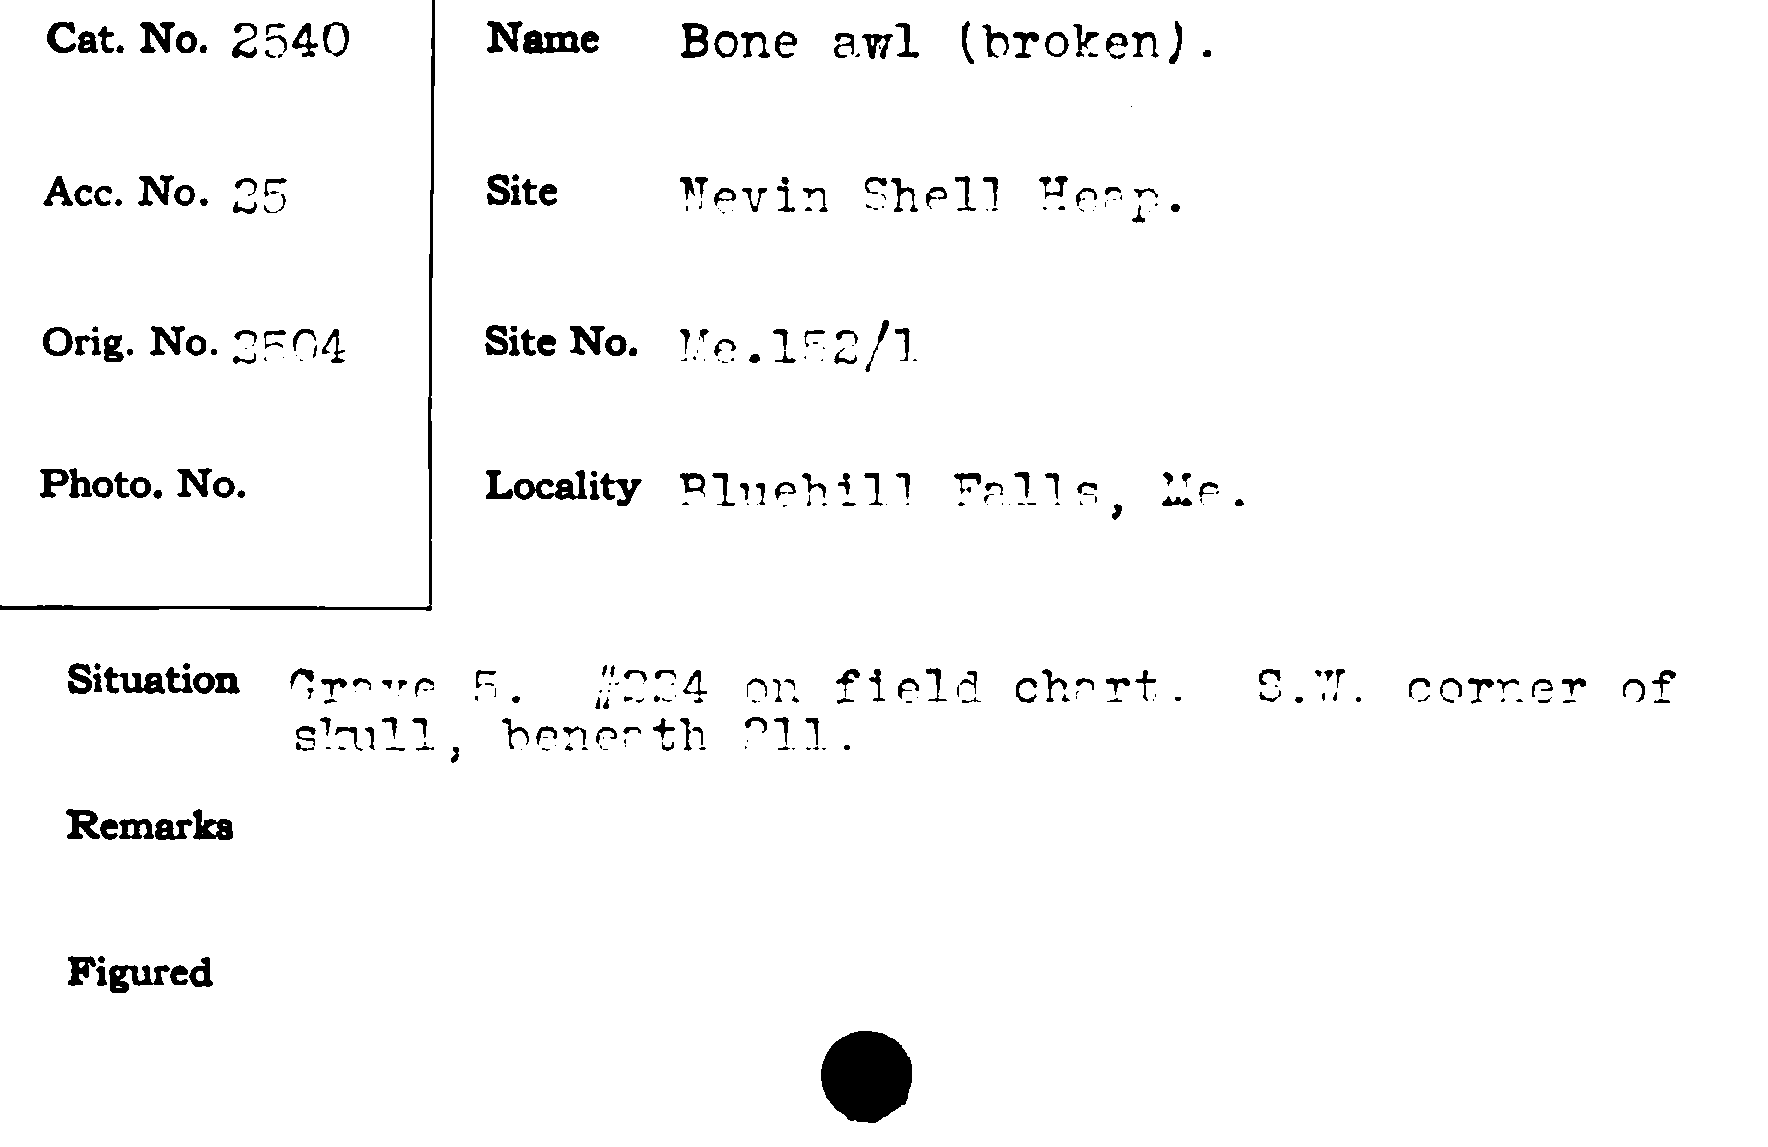 Cat. No. 2540
Name Bone awl (broken).
Acc. No. 25
Site Nevin Shell Heap.
Orig. No. 2504
Site No. Me.152/1
Photo. No.
Locality Bluehill Falls, Me.
Situation Grave 5. #224 on field chart. S.W. corner of
skull, beneath 211.
Remarks
Figured